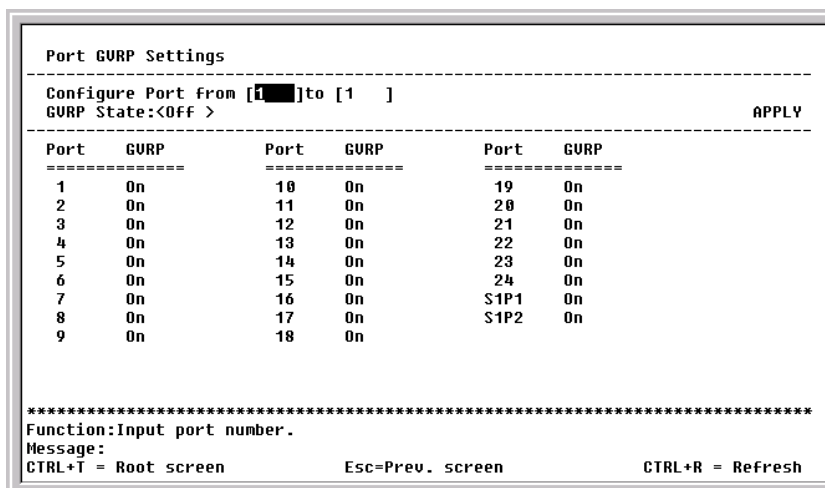 Port GVRP Settings
--------------------------------------------------------------------------------
Configure Port from [1   ]to [1   ]
GVRP State:<Off >                                                      APPLY
--------------------------------------------------------------------------------
Port    GVRP        Port    GVRP        Port    GVRP
==============      ==============      ==============
1       On          10      On          19      On
2       On          11      On          20      On
3       On          12      On          21      On
4       On          13      On          22      On
5       On          14      On          23      On
6       On          15      On          24      On
7       On          16      On          S1P1    On
8       On          17      On          S1P2    On
9       On          18      On
********************************************************************************
Function:Input port number.
Message:
CTRL+T = Root screen            Esc=Prev. screen              CTRL+R = Refresh